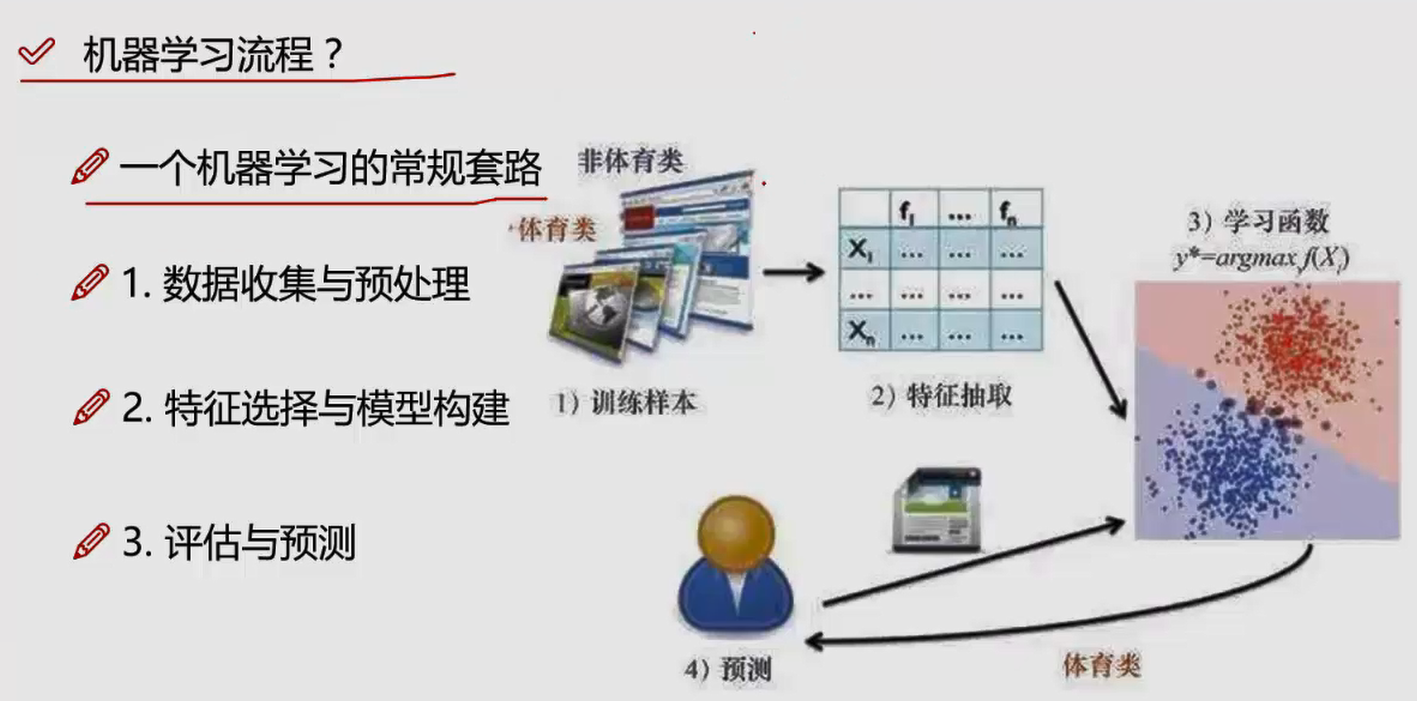 机器学习流程？
一个机器学习的常规套路
1. 数据收集与预处理
2. 特征选择与模型构建
3. 评估与预测
非体育类
体育类
1) 训练样本
f₁ ... fₙ
X₁ ... ... ...
... ... ... ...
Xₙ ... ... ...
2) 特征抽取
3) 学习函数
y*=argmaxᵧf(Xᵢ)
4) 预测
体育类